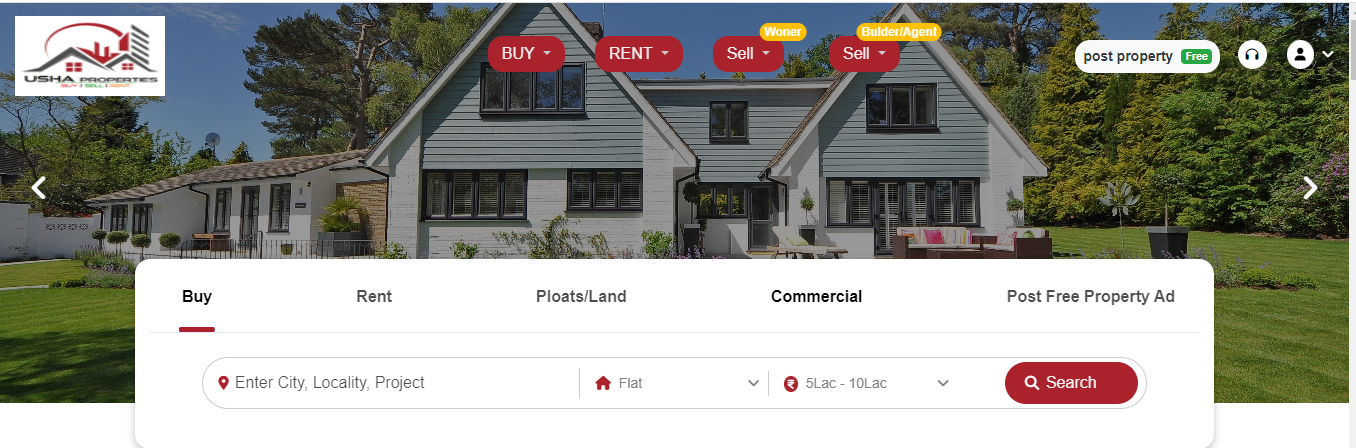 USHA PROPERTIES
BUY | SELL | RENT
BUY
RENT
Woner
Sell
Bulder/Agent
Sell
post property Free
Buy
Rent
Ploats/Land
Commercial
Post Free Property Ad
Enter City, Locality, Project
Flat
5Lac - 10Lac
Search